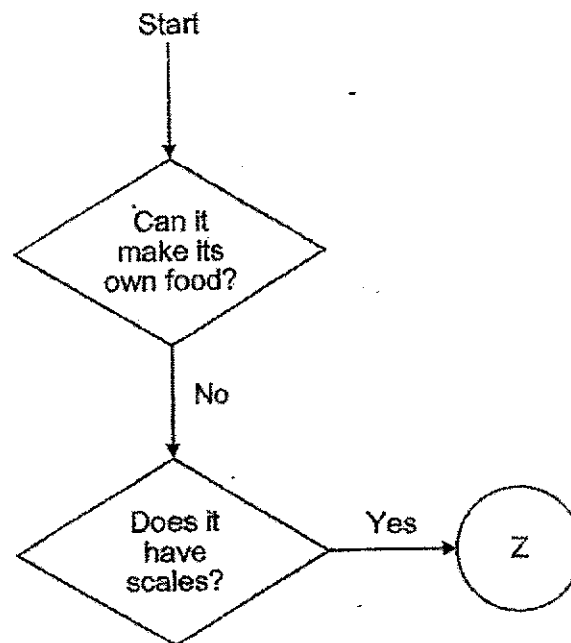 Start
Can it
make its
own food?
No
Does it
have
scales?
Yes
Z